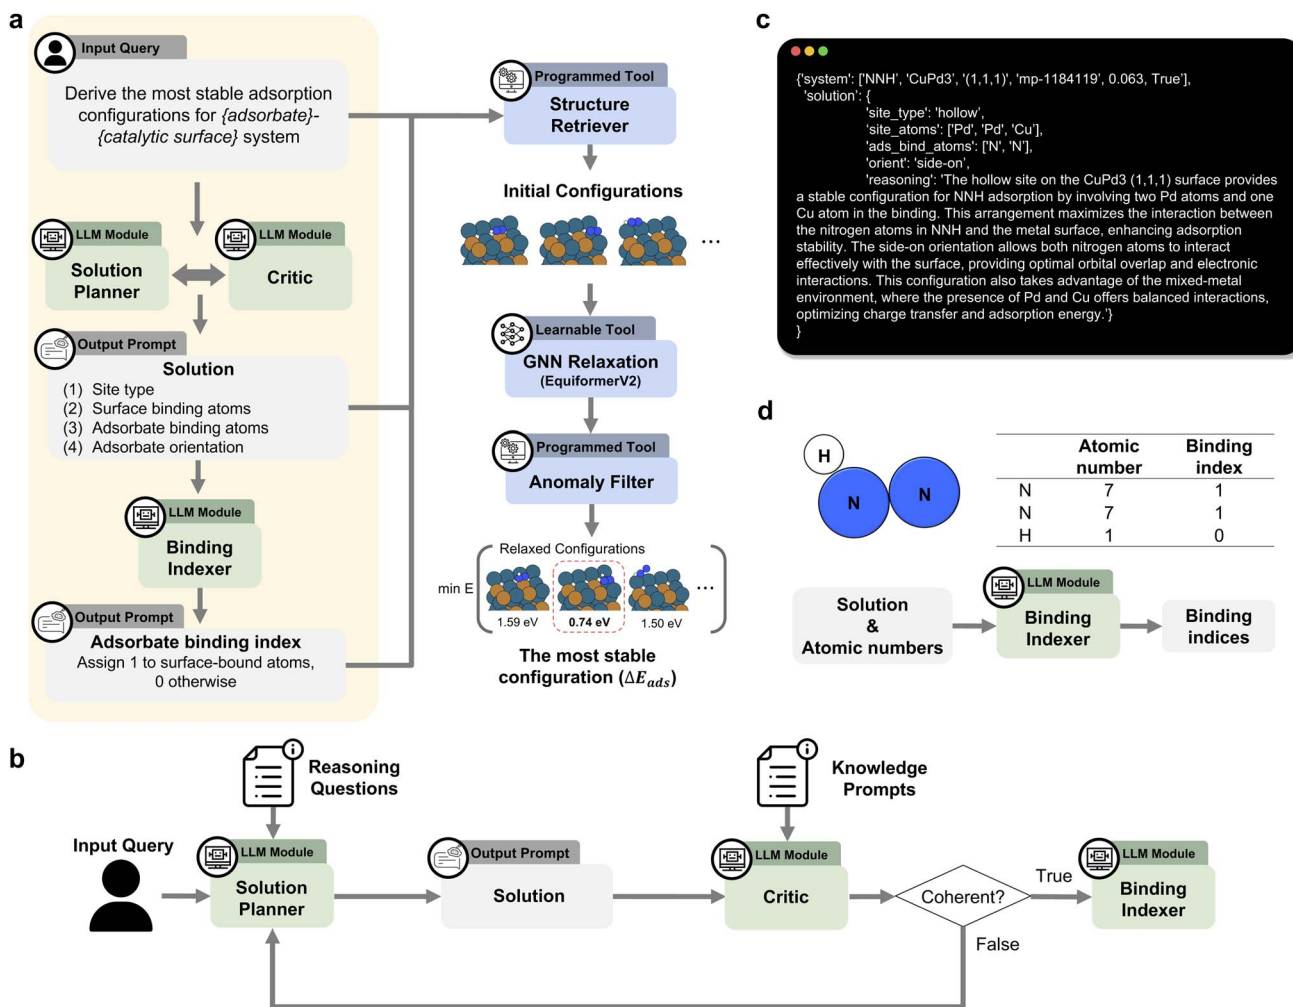 a
Input Query
Derive the most stable adsorption
configurations for {adsorbate}-
{catalytic surface} system
LLM Module
Solution
Planner
LLM Module
Critic
Output Prompt
Solution
(1) Site type
(2) Surface binding atoms
(3) Adsorbate binding atoms
(4) Adsorbate orientation
LLM Module
Binding
Indexer
Output Prompt
Adsorbate binding index
Assign 1 to surface-bound atoms,
0 otherwise
Programmed Tool
Structure
Retriever
Initial Configurations
...
Learnable Tool
GNN Relaxation
(EquiformerV2)
Programmed Tool
Anomaly Filter
Relaxed Configurations
min E
...
1.59 eV
0.74 eV
1.50 eV
The most stable
configuration (ΔE_ads)
c
{'system': ['NNH', 'CuPd3', '(1,1,1)', 'mp-1184119', 0.063, True'],
'solution': {
'site_type': 'hollow',
'site_atoms': ['Pd', 'Pd', 'Cu'],
'ads_bind_atoms': ['N', 'N'],
'orient': 'side-on',
'reasoning': 'The hollow site on the CuPd3 (1,1,1) surface provides
a stable configuration for NNH adsorption by involving two Pd atoms and one
Cu atom in the binding. This arrangement maximizes the interaction between
the nitrogen atoms in NNH and the metal surface, enhancing adsorption
stability. The side-on orientation allows both nitrogen atoms to interact
effectively with the surface, providing optimal orbital overlap and electronic
interactions. This configuration also takes advantage of the mixed-metal
environment, where the presence of Pd and Cu offers balanced interactions,
optimizing charge transfer and adsorption energy.'}
}
d
H
N
N
Atomic number Binding index
N 7 1
N 7 1
H 1 0
Solution
&
Atomic numbers
LLM Module
Binding
Indexer
Binding
indices
b
Input Query
Reasoning
Questions
LLM Module
Solution
Planner
Output Prompt
Solution
Knowledge
Prompts
LLM Module
Critic
Coherent?
True
False
LLM Module
Binding
Indexer